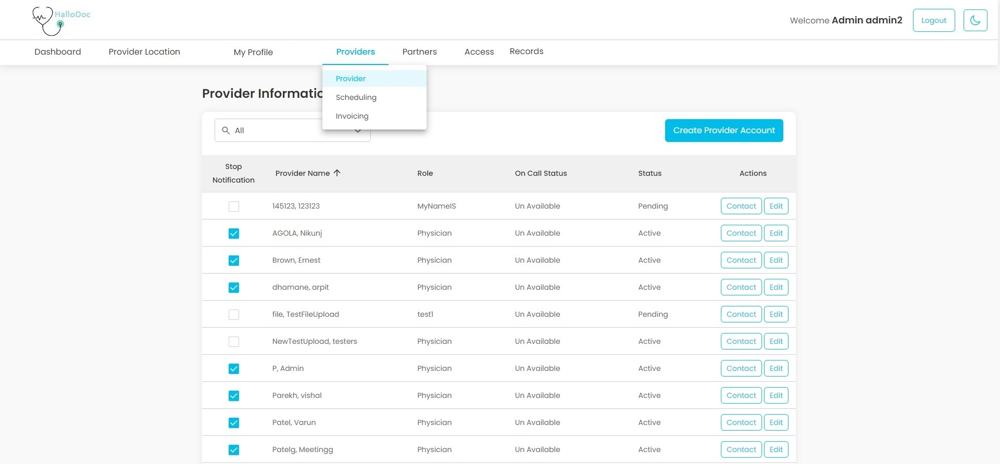 HalloDoc
Welcome Admin admin2
Logout
Dashboard
Provider Location
My Profile
Providers
Partners
Access
Records
Provider
Scheduling
Invoicing
Provider Informatio
All
Create Provider Account
Stop
Notification
Provider Name
Role
On Call Status
Status
Actions
145123, 123123 MyNameIS Un Available Pending Contact Edit
AGOLA, Nikunj Physician Un Available Active Contact Edit
Brown, Ernest Physician Un Available Active Contact Edit
dhamane, arpit Physician Un Available Active Contact Edit
file, TestFileUpload test1 Un Available Pending Contact Edit
NewTestUpload, testers Physician Un Available Active Contact Edit
P, Admin Physician Un Available Active Contact Edit
Parekh, vishal Physician Un Available Active Contact Edit
Patel, Varun Physician Un Available Active Contact Edit
Patelg, Meetingg Physician Un Available Active Contact Edit